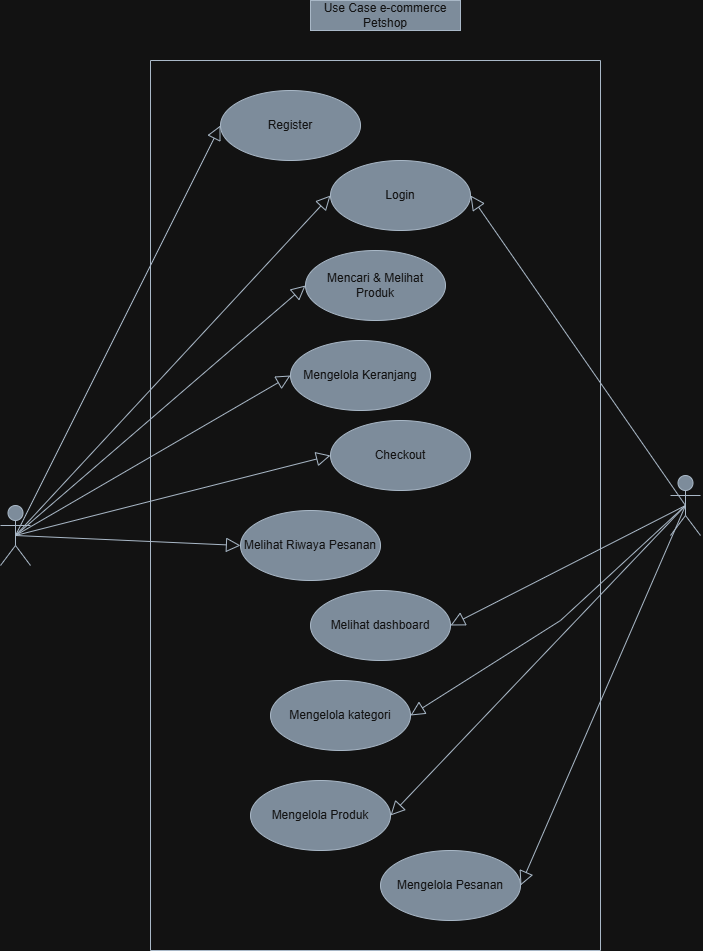 Use Case e-commerce
Petshop
Register
Login
Mencari & Melihat
Produk
Mengelola Keranjang
Checkout
Melihat Riwaya Pesanan
Melihat dashboard
Mengelola kategori
Mengelola Produk
Mengelola Pesanan